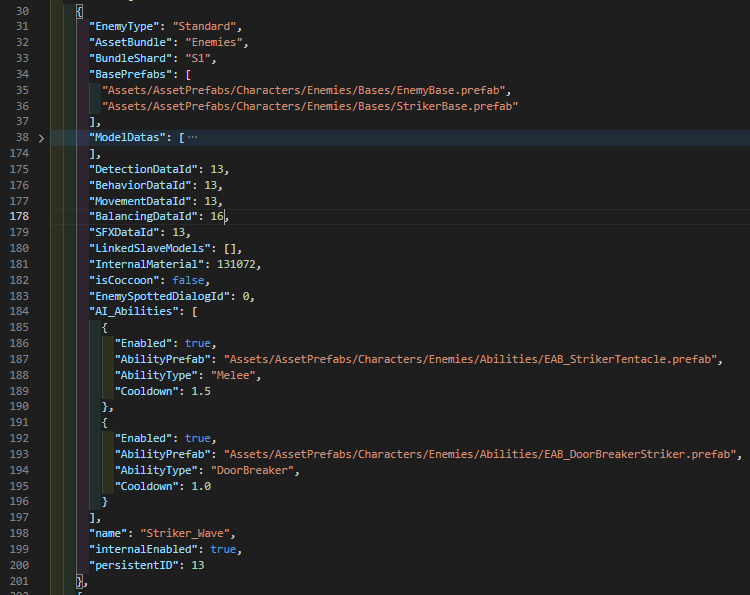 30 {
31 "EnemyType": "Standard",
32 "AssetBundle": "Enemies",
33 "BundleShard": "S1",
34 "BasePrefabs": [
35 "Assets/AssetPrefabs/Characters/Enemies/Bases/EnemyBase.prefab",
36 "Assets/AssetPrefabs/Characters/Enemies/Bases/StrikerBase.prefab"
37 ],
38 > "ModelDatas": [ ···
174 ],
175 "DetectionDataId": 13,
176 "BehaviorDataId": 13,
177 "MovementDataId": 13,
178 "BalancingDataId": 16,
179 "SFXDataId": 13,
180 "LinkedSlaveModels": [],
181 "InternalMaterial": 131072,
182 "isCoccoon": false,
183 "EnemySpottedDialogId": 0,
184 "AI_Abilities": [
185 {
186 "Enabled": true,
187 "AbilityPrefab": "Assets/AssetPrefabs/Characters/Enemies/Abilities/EAB_StrikerTentacle.prefab",
188 "AbilityType": "Melee",
189 "Cooldown": 1.5
190 },
191 {
192 "Enabled": true,
193 "AbilityPrefab": "Assets/AssetPrefabs/Characters/Enemies/Abilities/EAB_DoorBreakerStriker.prefab",
194 "AbilityType": "DoorBreaker",
195 "Cooldown": 1.0
196 }
197 ],
198 "name": "Striker_Wave",
199 "internalEnabled": true,
200 "persistentID": 13
201 },